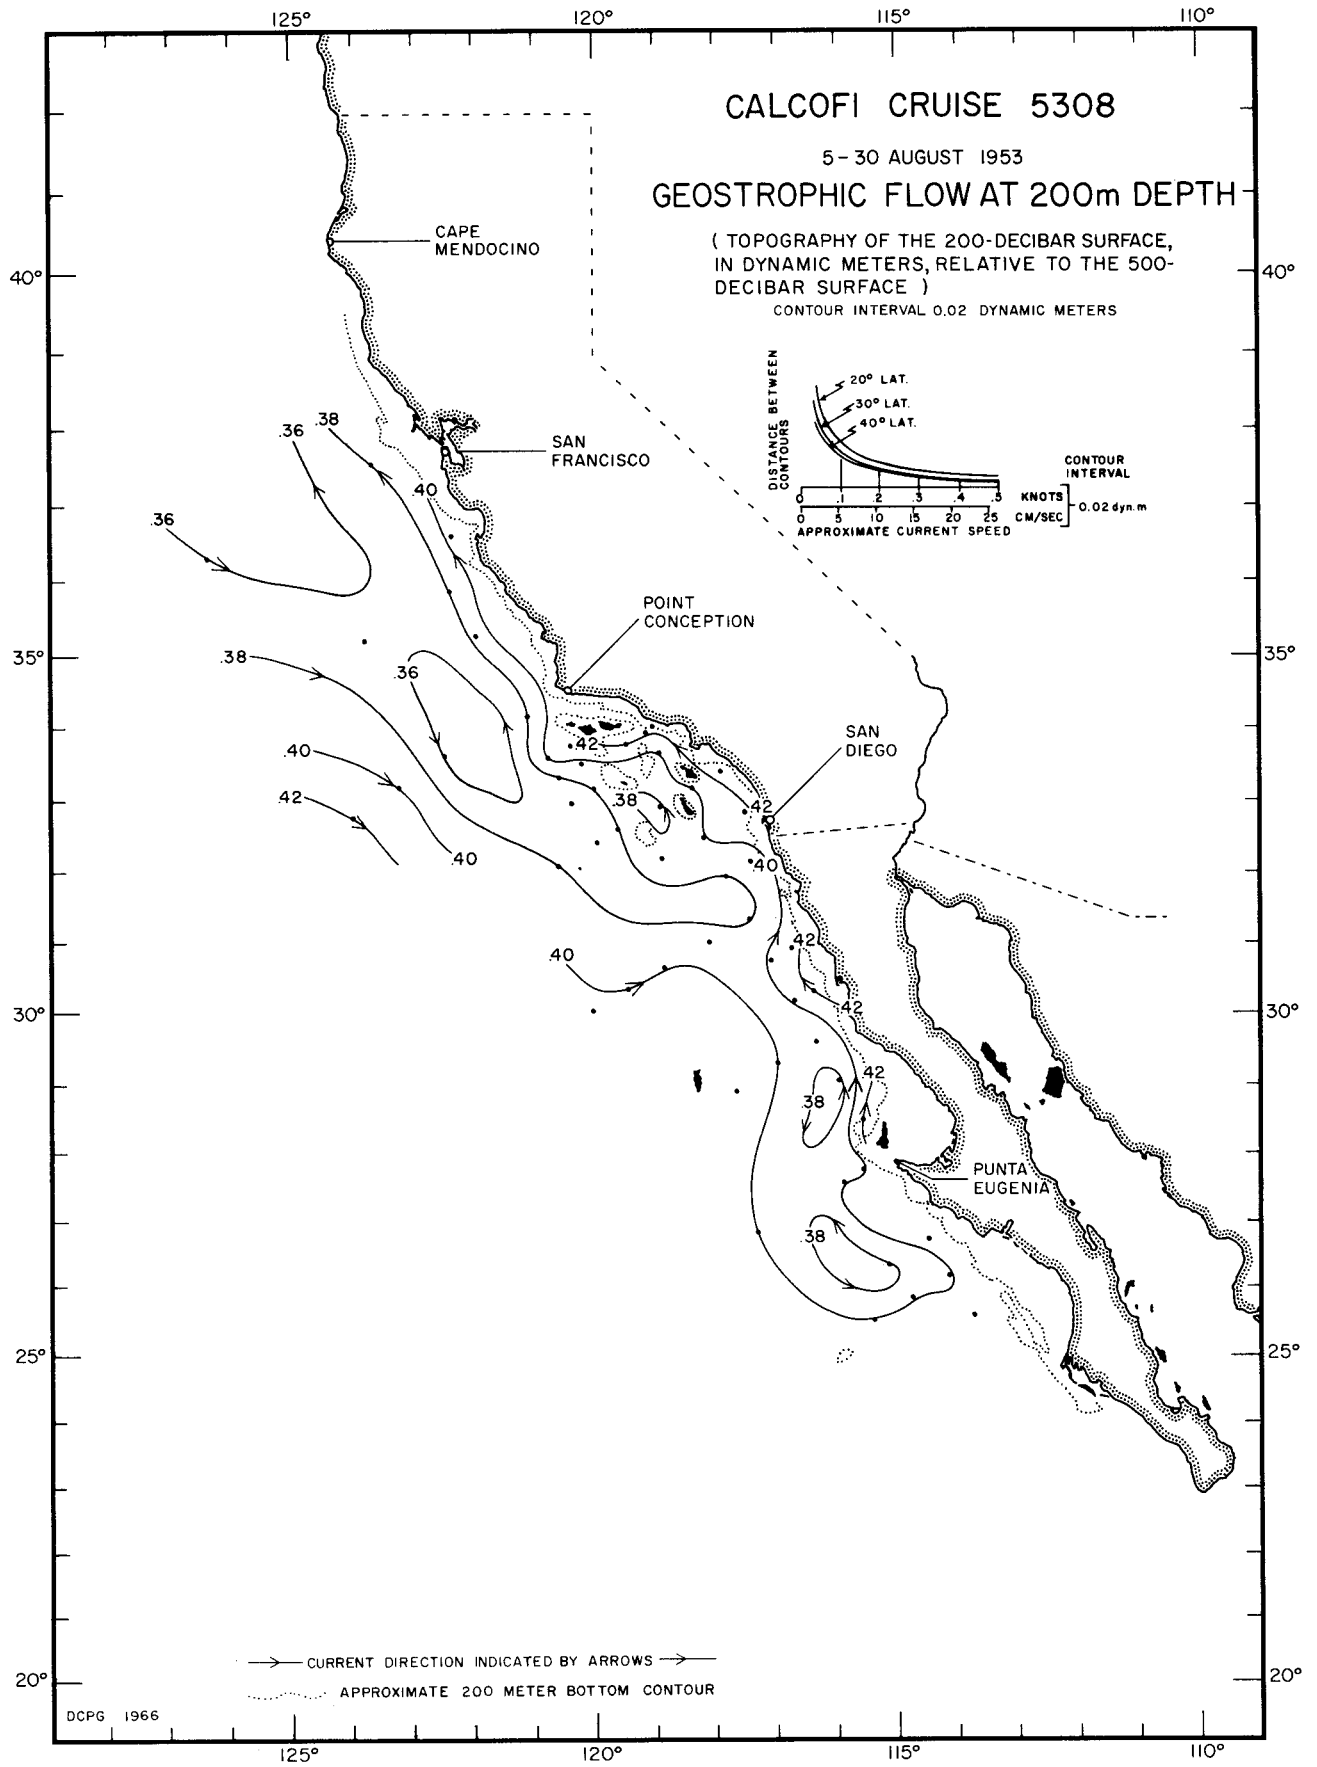 125° 120° 115° 110°
CALCOFI CRUISE 5308
5-30 AUGUST 1953
GEOSTROPHIC FLOW AT 200m DEPTH
( TOPOGRAPHY OF THE 200-DECIBAR SURFACE,
IN DYNAMIC METERS, RELATIVE TO THE 500-
DECIBAR SURFACE )
CONTOUR INTERVAL 0.02 DYNAMIC METERS
CAPE
MENDOCINO
40° 40°
DISTANCE BETWEEN
CONTOURS
20° LAT.
30° LAT.
40° LAT.
CONTOUR
INTERVAL
0 .1 .2 .3 .4 .5 KNOTS
0.02 dyn.m
0 5 10 15 20 25 CM/SEC
APPROXIMATE CURRENT SPEED
.36 .38
SAN
FRANCISCO
.40
.36
POINT
CONCEPTION
35° 35°
.38
.36
SAN
DIEGO
.40 .42
.42 .38 .42
.40 .40
.42
.40
30° .42 30°
.42
.38
PUNTA
EUGENIA
.38
25° 25°
CURRENT DIRECTION INDICATED BY ARROWS
20° 20°
APPROXIMATE 200 METER BOTTOM CONTOUR
DCPG 1966
125° 120° 115° 110°